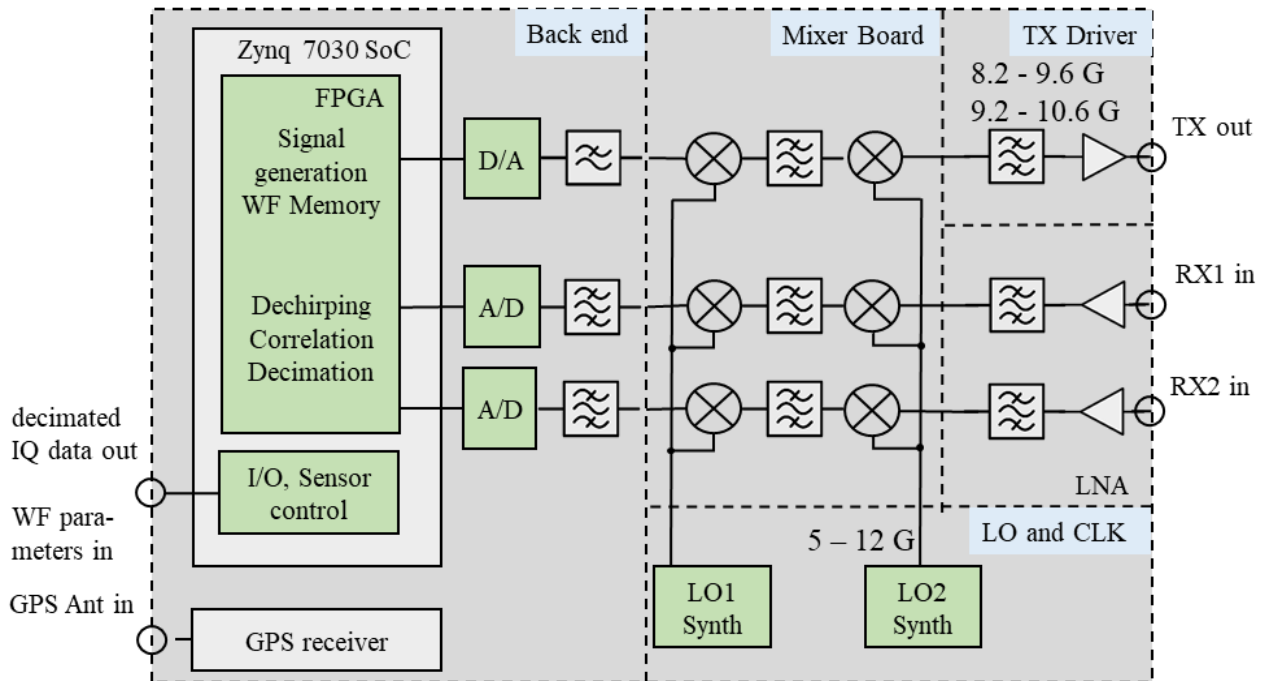 Back end
Mixer Board
TX Driver
Zynq 7030 SoC
8.2 - 9.6 G
9.2 - 10.6 G
FPGA
Signal
generation
WF Memory
D/A
TX out
Dechirping
Correlation
Decimation
A/D
RX1 in
A/D
RX2 in
decimated
IQ data out
I/O, Sensor
control
LNA
WF para-
meters in
5 – 12 G
LO and CLK
GPS Ant in
LO1
Synth
LO2
Synth
GPS receiver